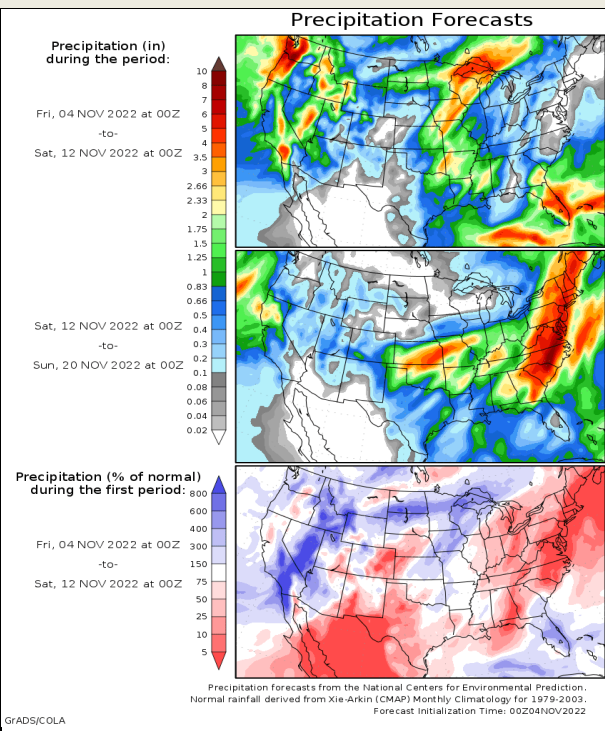 Precipitation Forecasts
Precipitation (in)
during the period:
Fri, 04 NOV 2022 at 00Z
-to-
Sat, 12 NOV 2022 at 00Z
10
8
7
6
5
4
3.5
3
2.66
2.33
2
1.75
1.5
1.25
1
0.83
0.66
0.5
0.4
0.3
0.2
0.1
0.08
0.06
0.04
0.02
Sat, 12 NOV 2022 at 00Z
-to-
Sun, 20 NOV 2022 at 00Z
Precipitation (% of normal)
during the first period:
Fri, 04 NOV 2022 at 00Z
-to-
Sat, 12 NOV 2022 at 00Z
800
600
400
300
150
75
50
25
10
5
Precipitation forecasts from the National Centers for Environmental Prediction.
Normal rainfall derived from Xie-Arkin (CMAP) Monthly Climatology for 1979-2003.
Forecast Initialization Time: 00Z04NOV2022
GrADS/COLA